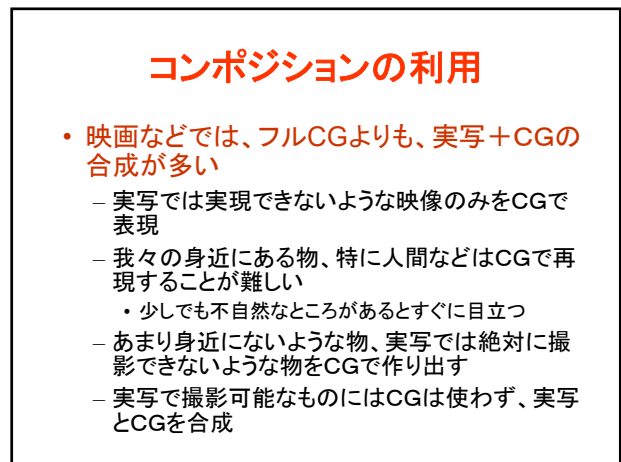 コンポジションの利用
• 映画などでは、フルCGよりも、実写＋CGの
合成が多い
– 実写では実現できないような映像のみをCGで
表現
– 我々の身近にある物、特に人間などはCGで再
現することが難しい
• 少しでも不自然なところがあるとすぐに目立つ
– あまり身近にないような物、実写では絶対に撮
影できないような物をCGで作り出す
– 実写で撮影可能なものにはCGは使わず、実写
とCGを合成